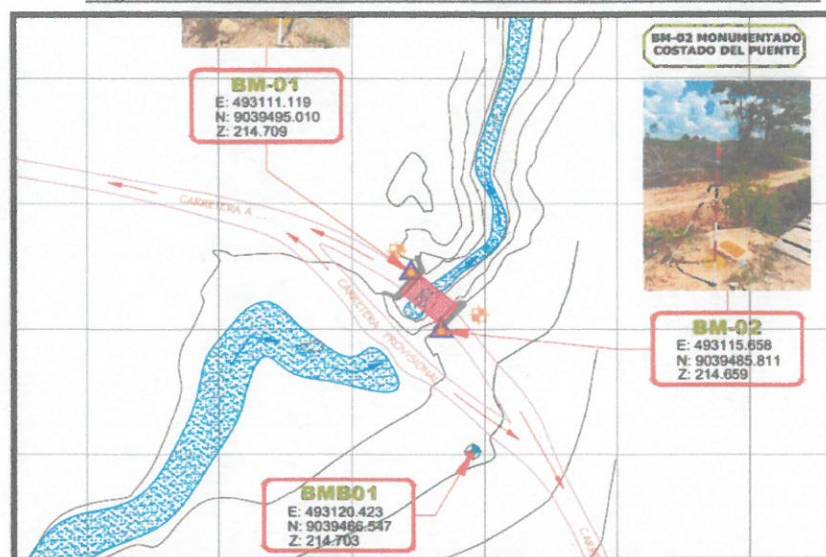 BM-01
E: 493111.119
N: 9039495.010
Z: 214.709
BM-02 MONUMENTADO
COSTADO DEL PUENTE
CARRETERA A ...
CARRETERA PROVISIONAL
BM-02
E: 493115.658
N: 9039485.811
Z: 214.659
BMB01
E: 493120.423
N: 9039466.547
Z: 214.703